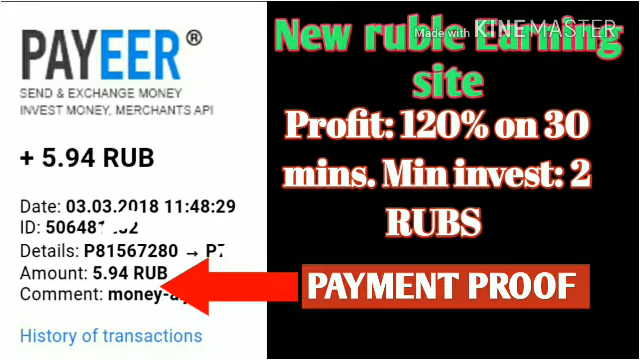 PAYEER®
SEND & EXCHANGE MONEY
INVEST MONEY, MERCHANTS API
+ 5.94 RUB
Date: 03.03.2018 11:48:29
ID:
Details: P81567280 →
Amount: 5.94 RUB
Comment:
History of transactions
Made with KINEMASTER
New ruble Earning
site
Profit: 120% on 30
mins. Min invest: 2
RUBS
PAYMENT PROOF